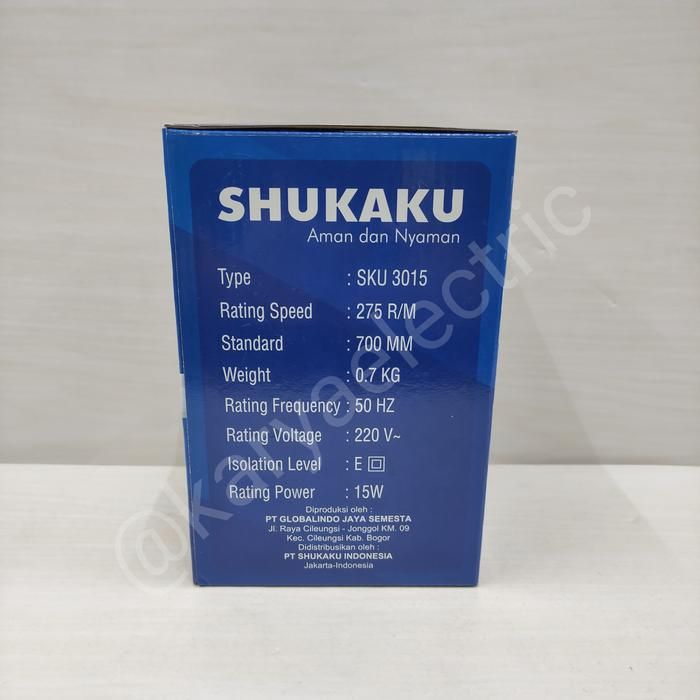 SHUKAKU
Aman dan Nyaman
Type : SKU 3015
Rating Speed : 275 R/M
Standard : 700 MM
Weight : 0.7 KG
Rating Frequency : 50 HZ
Rating Voltage : 220 V~
Isolation Level : E
Rating Power : 15W
Diproduksi oleh :
PT GLOBALINDO JAYA SEMESTA
Jl. Raya Cileungsi - Jonggol KM. 09
Kec. Cileungsi Kab. Bogor
Didistribusikan oleh :
PT SHUKAKU INDONESIA
Jakarta-Indonesia
@karyaelectric